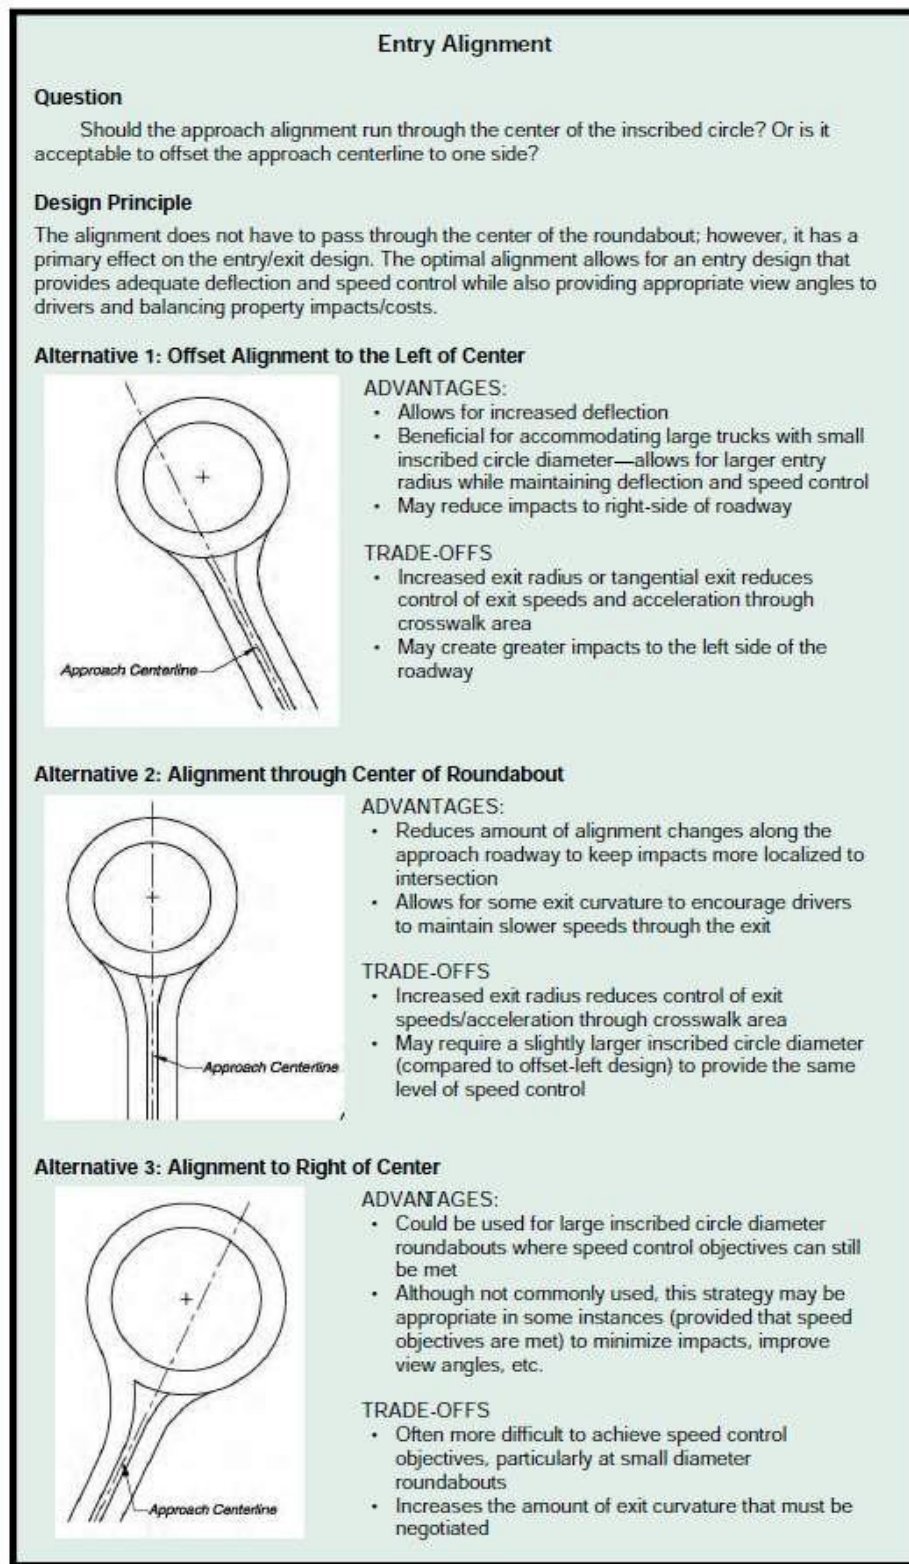 Entry Alignment
Question
Should the approach alignment run through the center of the inscribed circle? Or is it
acceptable to offset the approach centerline to one side?
Design Principle
The alignment does not have to pass through the center of the roundabout; however, it has a
primary effect on the entry/exit design. The optimal alignment allows for an entry design that
provides adequate deflection and speed control while also providing appropriate view angles to
drivers and balancing property impacts/costs.
Alternative 1: Offset Alignment to the Left of Center
ADVANTAGES:
• Allows for increased deflection
• Beneficial for accommodating large trucks with small
inscribed circle diameter—allows for larger entry
radius while maintaining deflection and speed control
• May reduce impacts to right-side of roadway
TRADE-OFFS
• Increased exit radius or tangential exit reduces
control of exit speeds and acceleration through
crosswalk area
• May create greater impacts to the left side of the
roadway
Approach Centerline
Alternative 2: Alignment through Center of Roundabout
ADVANTAGES:
• Reduces amount of alignment changes along the
approach roadway to keep impacts more localized to
intersection
• Allows for some exit curvature to encourage drivers
to maintain slower speeds through the exit
TRADE-OFFS
• Increased exit radius reduces control of exit
speeds/acceleration through crosswalk area
• May require a slightly larger inscribed circle diameter
(compared to offset-left design) to provide the same
level of speed control
Approach Centerline
Alternative 3: Alignment to Right of Center
ADVANTAGES:
• Could be used for large inscribed circle diameter
roundabouts where speed control objectives can still
be met
• Although not commonly used, this strategy may be
appropriate in some instances (provided that speed
objectives are met) to minimize impacts, improve
view angles, etc.
TRADE-OFFS
• Often more difficult to achieve speed control
objectives, particularly at small diameter
roundabouts
• Increases the amount of exit curvature that must be
negotiated
Approach Centerline